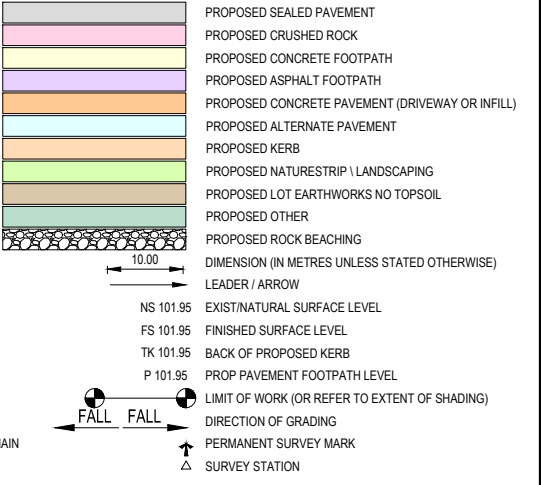 PROPOSED SEALED PAVEMENT
PROPOSED CRUSHED ROCK
PROPOSED CONCRETE FOOTPATH
PROPOSED ASPHALT FOOTPATH
PROPOSED CONCRETE PAVEMENT (DRIVEWAY OR INFILL)
PROPOSED ALTERNATE PAVEMENT
PROPOSED KERB
PROPOSED NATURESTRIP \ LANDSCAPING
PROPOSED LOT EARTHWORKS NO TOPSOIL
PROPOSED OTHER
PROPOSED ROCK BEACHING
10.00 DIMENSION (IN METRES UNLESS STATED OTHERWISE)
LEADER / ARROW
NS 101.95 EXIST/NATURAL SURFACE LEVEL
FS 101.95 FINISHED SURFACE LEVEL
TK 101.95 BACK OF PROPOSED KERB
P 101.95 PROP PAVEMENT FOOTPATH LEVEL
LIMIT OF WORK (OR REFER TO EXTENT OF SHADING)
FALL FALL DIRECTION OF GRADING
PERMANENT SURVEY MARK
SURVEY STATION